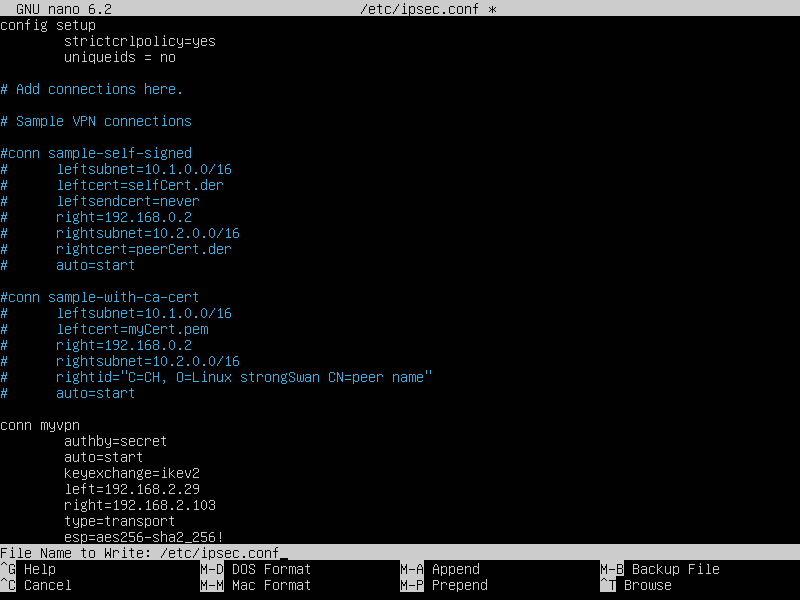 GNU nano 6.2 /etc/ipsec.conf *
config setup
strictcrlpolicy=yes
uniqueids = no
# Add connections here.
# Sample VPN connections
#conn sample-self-signed
# leftsubnet=10.1.0.0/16
# leftcert=selfCert.der
# leftsendcert=never
# right=192.168.0.2
# rightsubnet=10.2.0.0/16
# rightcert=peerCert.der
# auto=start
#conn sample-with-ca-cert
# leftsubnet=10.1.0.0/16
# leftcert=myCert.pem
# right=192.168.0.2
# rightsubnet=10.2.0.0/16
# rightid="C=CH, O=Linux strongSwan CN=peer name"
# auto=start
conn myvpn
authby=secret
auto=start
keyexchange=ikev2
left=192.168.2.29
right=192.168.2.103
type=transport
esp=aes256-sha2_256!
File Name to Write: /etc/ipsec.conf
^G Help M-D DOS Format M-A Append M-B Backup File
^C Cancel M-M Mac Format M-P Prepend ^T Browse